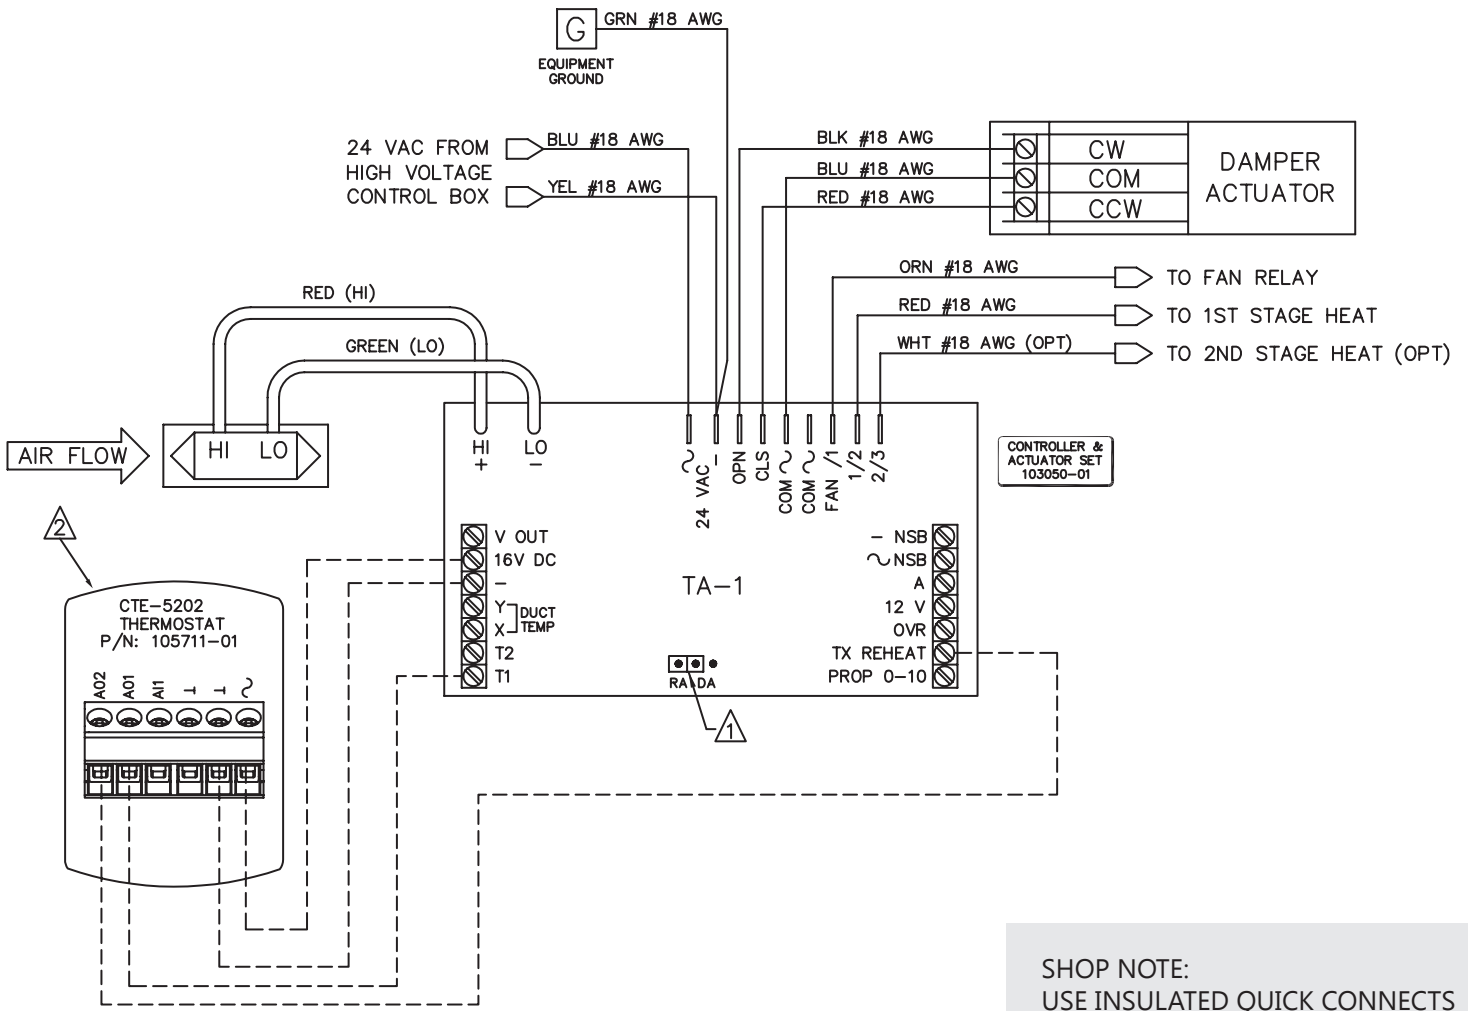 G
GRN #18 AWG
EQUIPMENT
GROUND
24 VAC FROM
HIGH VOLTAGE
CONTROL BOX
BLU #18 AWG
YEL #18 AWG
BLK #18 AWG
BLU #18 AWG
RED #18 AWG
CW
COM
CCW
DAMPER
ACTUATOR
ORN #18 AWG
TO FAN RELAY
RED #18 AWG
TO 1ST STAGE HEAT
WHT #18 AWG (OPT)
TO 2ND STAGE HEAT (OPT)
RED (HI)
GREEN (LO)
AIR FLOW
HI
LO
HI
+
LO
-
24 VAC
~
-
OPN
CLS
COM ~
COM ~
FAN /1
1/2
2/3
CONTROLLER &
ACTUATOR SET
103050-01
V OUT
16V DC
-
Y
X
DUCT
TEMP
T2
T1
TA-1
- NSB
~ NSB
A
12 V
OVR
TX REHEAT
PROP 0-10
RA DA
1
2
CTE-5202
THERMOSTAT
P/N: 105711-01
A02
A01
AI1
⊥
⊥
~
SHOP NOTE:
USE INSULATED QUICK CONNECTS